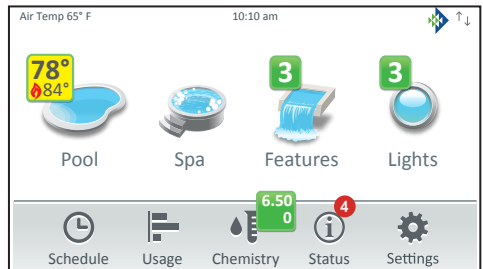 Air Temp 65° F 10:10 am
78°
84°
3
3
Pool Spa Features Lights
6.50
0
4
Schedule Usage Chemistry Status Settings